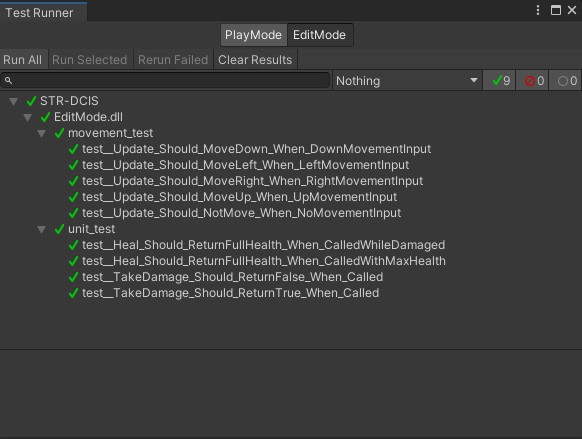 Test Runner
PlayMode EditMode
Run All Run Selected Rerun Failed Clear Results
Nothing 9 0 0
STR-DCIS
EditMode.dll
movement_test
test__Update_Should_MoveDown_When_DownMovementInput
test__Update_Should_MoveLeft_When_LeftMovementInput
test__Update_Should_MoveRight_When_RightMovementInput
test__Update_Should_MoveUp_When_UpMovementInput
test__Update_Should_NotMove_When_NoMovementInput
unit_test
test__Heal_Should_ReturnFullHealth_When_CalledWhileDamaged
test__Heal_Should_ReturnFullHealth_When_CalledWithMaxHealth
test__TakeDamage_Should_ReturnFalse_When_Called
test__TakeDamage_Should_ReturnTrue_When_Called